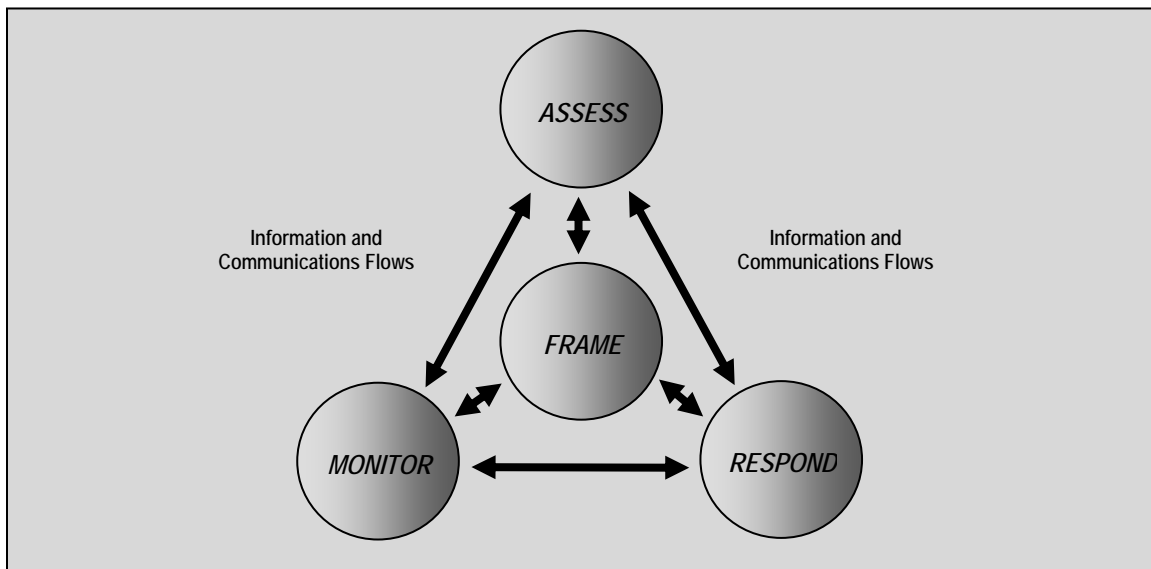 ASSESS
Information and
Communications Flows
Information and
Communications Flows
FRAME
MONITOR
RESPOND